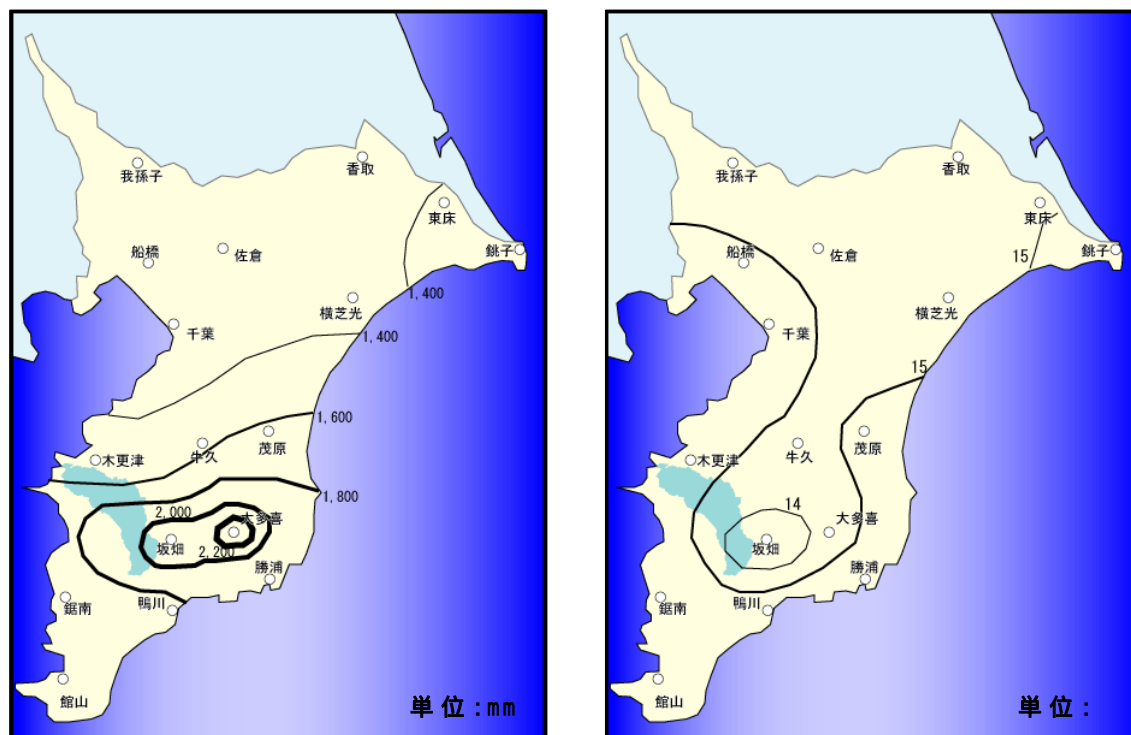 我孫子
香取
東床
船橋
佐倉
銚子
横芝光
1,400
千葉
1,400
1,600
牛久
茂原
木更津
1,800
2,000
大多喜
坂畑
2,200
勝浦
鋸南
鴨川
館山
単位:mm
我孫子
香取
東床
船橋
佐倉
銚子
15
横芝光
千葉
15
牛久
茂原
木更津
14
大多喜
坂畑
勝浦
鋸南
鴨川
館山
単位: